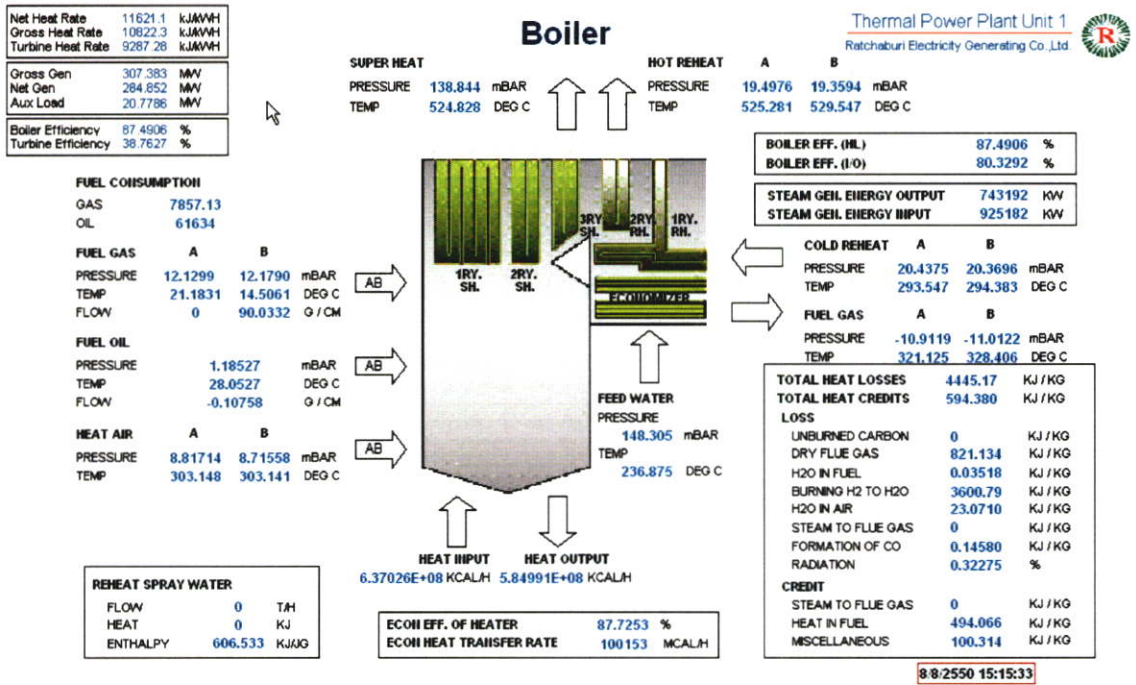 Boiler
Thermal Power Plant Unit 1
Ratchaburi Electricity Generating Co.,Ltd.
R
Net Heat Rate 11621.1 kJ/kWH
Gross Heat Rate 10822.3 kJ/kWH
Turbine Heat Rate 9287.28 kJ/kWH
Gross Gen 307.383 MW
Net Gen 284.852 MW
Aux Load 20.7786 MW
Boiler Efficiency 87.4906 %
Turbine Efficiency 38.7627 %
SUPER HEAT
PRESSURE 138.844 mBAR
TEMP 524.828 DEG C
HOT REHEAT A B
PRESSURE 19.4976 19.3594 mBAR
TEMP 525.281 529.547 DEG C
BOILER EFF. (HL) 87.4906 %
BOILER EFF. (I/O) 80.3292 %
STEAM GEN. ENERGY OUTPUT 743192 KW
STEAM GEN. ENERGY INPUT 925182 KW
FUEL CONSUMPTION
GAS 7857.13
OIL 61634
FUEL GAS A B
PRESSURE 12.1299 12.1790 mBAR
TEMP 21.1831 14.5061 DEG C
FLOW 0 90.0332 G / CM
AB
FUEL OIL
PRESSURE 1.18527 mBAR
TEMP 28.0527 DEG C
FLOW -0.10758 G / CM
AB
HEAT AIR A B
PRESSURE 8.81714 8.71558 mBAR
TEMP 303.148 303.141 DEG C
AB
1RY. SH.
2RY. SH.
3RY. SH.
2RY. RH.
1RY. RH.
ECONOMIZER
COLD REHEAT A B
PRESSURE 20.4375 20.3696 mBAR
TEMP 293.547 294.383 DEG C
FUEL GAS A B
PRESSURE -10.9119 -11.0122 mBAR
TEMP 321.125 328.406 DEG C
FEED WATER
PRESSURE
148.305 mBAR
TEMP
236.875 DEG C
HEAT INPUT HEAT OUTPUT
6.37026E+08 KCAL/H 5.84991E+08 KCAL/H
TOTAL HEAT LOSSES 4445.17 KJ / KG
TOTAL HEAT CREDITS 594.380 KJ / KG
LOSS
UNBURNED CARBON 0 KJ / KG
DRY FLUE GAS 821.134 KJ / KG
H2O IN FUEL 0.03518 KJ / KG
BURNING H2 TO H2O 3600.79 KJ / KG
H2O IN AIR 23.0710 KJ / KG
STEAM TO FLUE GAS 0 KJ / KG
FORMATION OF CO 0.14580 KJ / KG
RADIATION 0.32275 %
CREDIT
STEAM TO FLUE GAS 0 KJ / KG
HEAT IN FUEL 494.066 KJ / KG
MISCELLANEOUS 100.314 KJ / KG
REHEAT SPRAY WATER
FLOW 0 T/H
HEAT 0 KJ
ENTHALPY 606.533 KJ/JG
ECON EFF. OF HEATER 87.7253 %
ECON HEAT TRANSFER RATE 100153 MCAL/H
8/8/2550 15:15:33